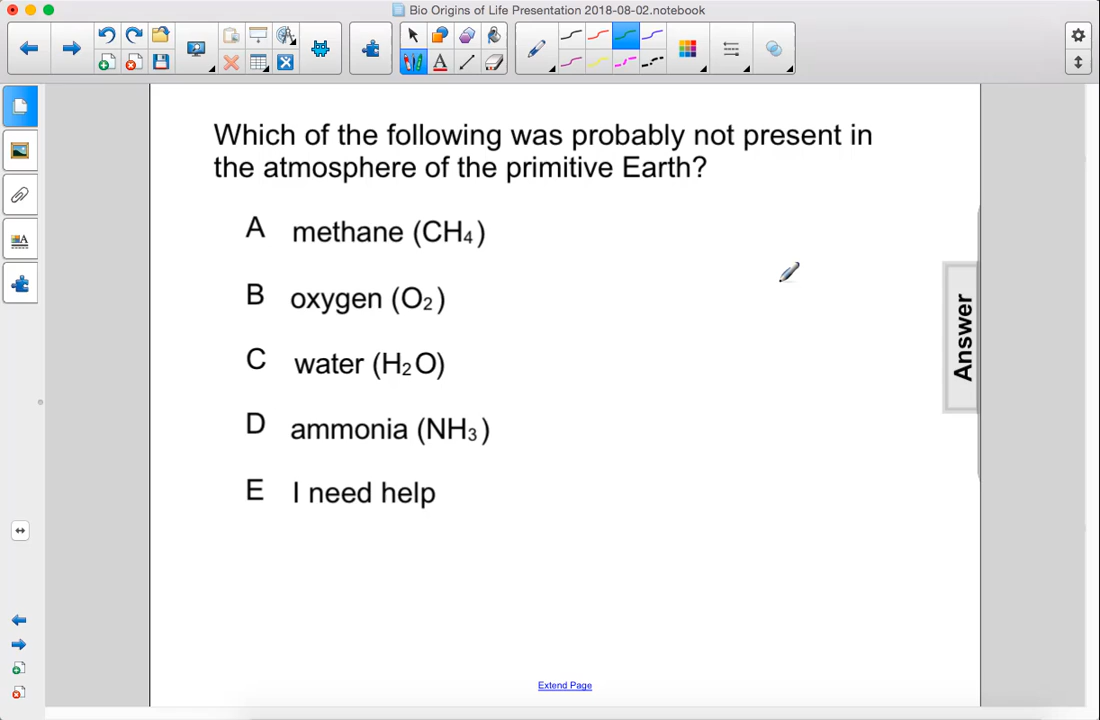 Bio Origins of Life Presentation 2018-08-02.notebook
Which of the following was probably not present in
the atmosphere of the primitive Earth?
A methane (CH4)
B oxygen (O2)
C water (H2O)
D ammonia (NH3)
E I need help
Answer
Extend Page